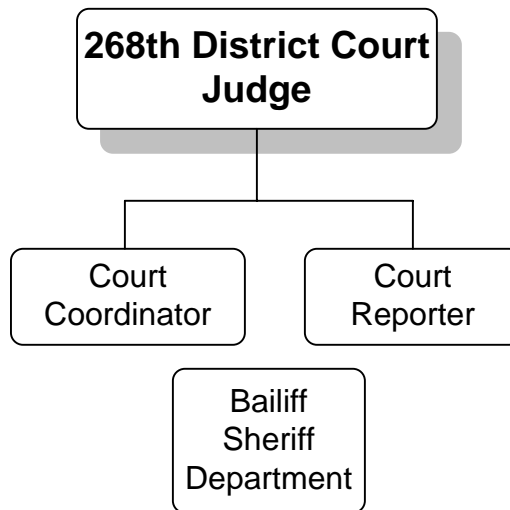 268th District Court
Judge
Court
Coordinator
Court
Reporter
Bailiff
Sheriff
Department